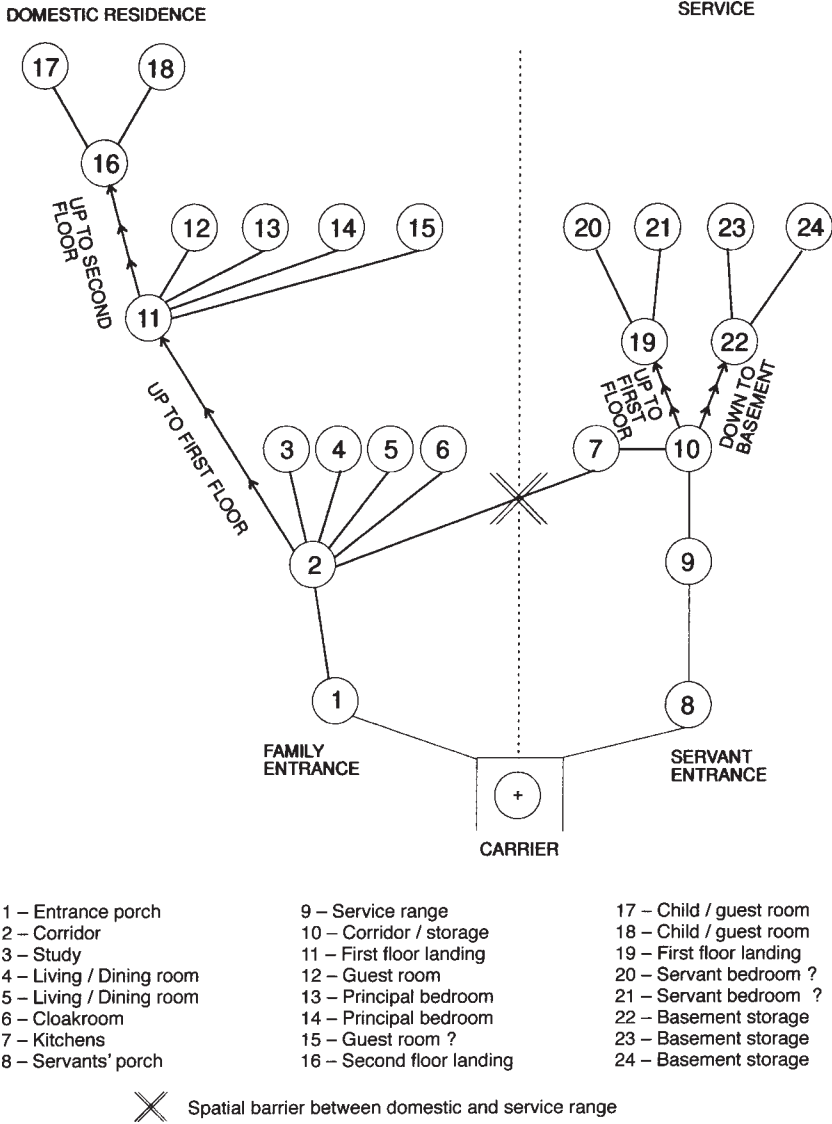 DOMESTIC RESIDENCE
SERVICE
17
18
16
UP TO SECOND
FLOOR
12
13
14
15
20
21
23
24
11
19
22
UP TO FIRST FLOOR
UP TO
FIRST
FLOOR
DOWN TO
BASEMENT
3
4
5
6
7
10
2
9
1
8
FAMILY
ENTRANCE
SERVANT
ENTRANCE
+
CARRIER
1 – Entrance porch
2 – Corridor
3 – Study
4 – Living / Dining room
5 – Living / Dining room
6 – Cloakroom
7 – Kitchens
8 – Servants' porch
9 – Service range
10 – Corridor / storage
11 – First floor landing
12 – Guest room
13 – Principal bedroom
14 – Principal bedroom
15 – Guest room ?
16 – Second floor landing
17 – Child / guest room
18 – Child / guest room
19 – First floor landing
20 – Servant bedroom ?
21 – Servant bedroom ?
22 – Basement storage
23 – Basement storage
24 – Basement storage
Spatial barrier between domestic and service range